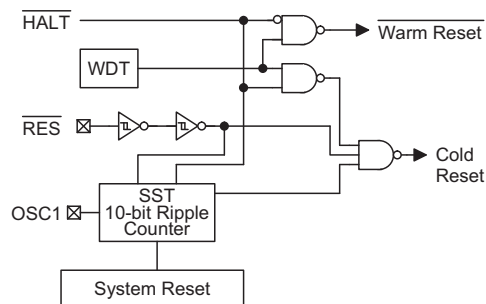 HALT
Warm Reset
WDT
RES
Cold
Reset
SST
10-bit Ripple
Counter
OSC1
System Reset